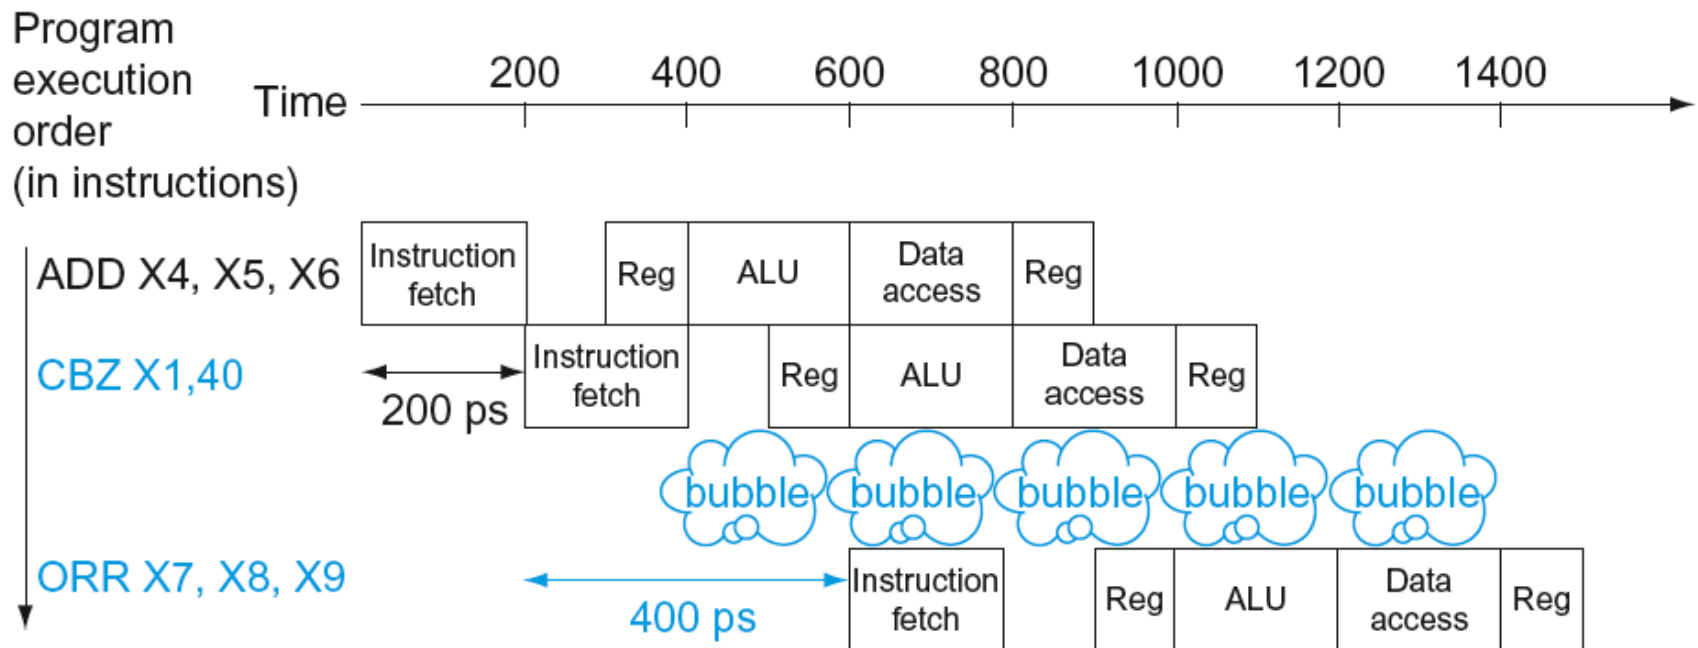 Program
execution
order
(in instructions)
Time
200 400 600 800 1000 1200 1400
ADD X4, X5, X6
Instruction
fetch
Reg
ALU
Data
access
Reg
CBZ X1,40
200 ps
Instruction
fetch
Reg
ALU
Data
access
Reg
bubble bubble bubble bubble bubble
ORR X7, X8, X9
400 ps
Instruction
fetch
Reg
ALU
Data
access
Reg